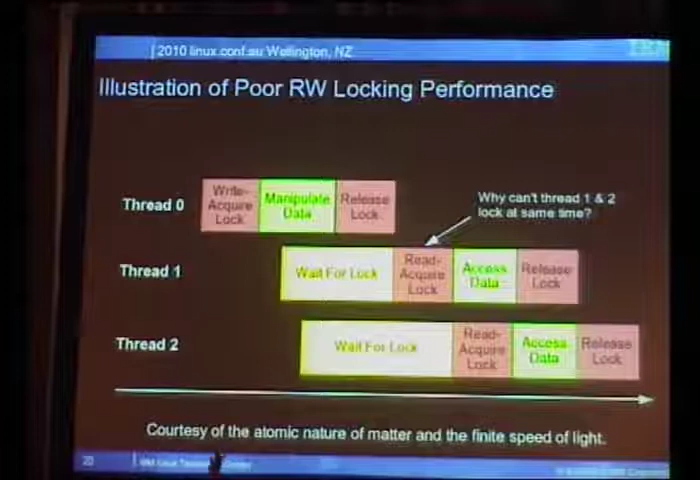 2010 linux.conf.au Wellington, NZ
IBM
Illustration of Poor RW Locking Performance
Thread 0
Write-
Acquire
Lock
Manipulate
Data
Release
Lock
Why can't thread 1 & 2
lock at same time?
Thread 1
Wait For Lock
Read-
Acquire
Lock
Access
Data
Release
Lock
Thread 2
Wait For Lock
Read-
Acquire
Lock
Access
Data
Release
Lock
Courtesy of the atomic nature of matter and the finite speed of light.